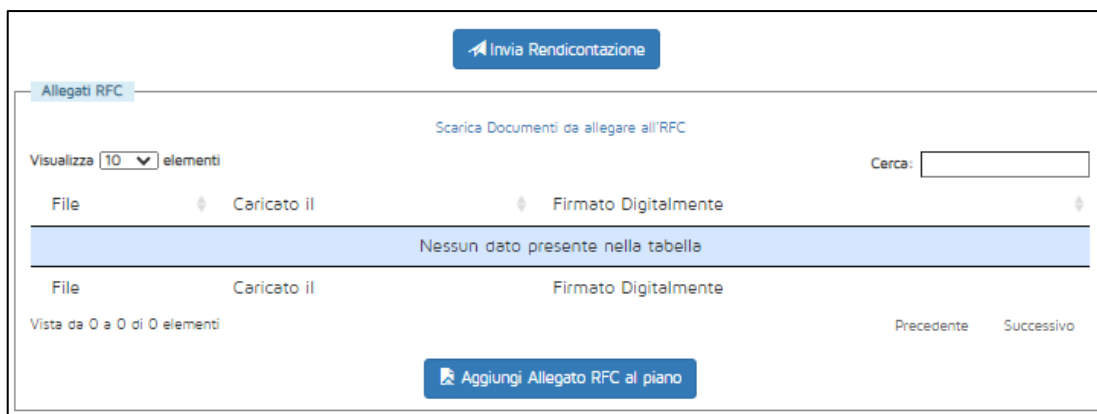 Invia Rendicontazione
Allegati RFC
Scarica Documenti da allegare all'RFC
Visualizza 10 elementi Cerca:
File Caricato il Firmato Digitalmente
Nessun dato presente nella tabella
File Caricato il Firmato Digitalmente
Vista da 0 a 0 di 0 elementi Precedente Successivo
Aggiungi Allegato RFC al piano